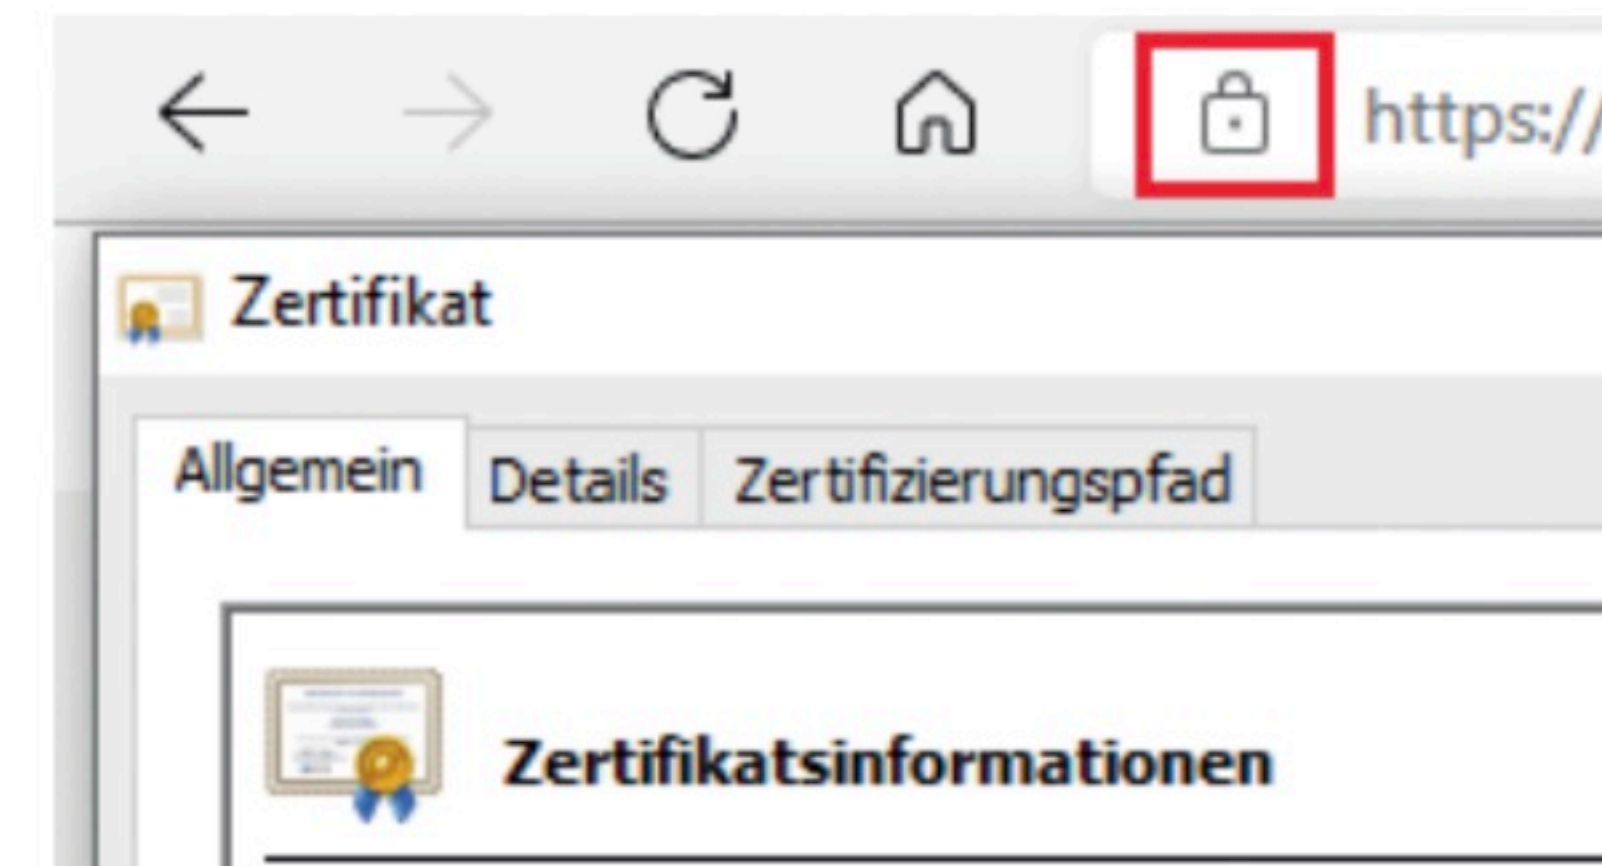 https://
Zertifikat
Allgemein Details Zertifizierungspfad
Zertifikatsinformationen